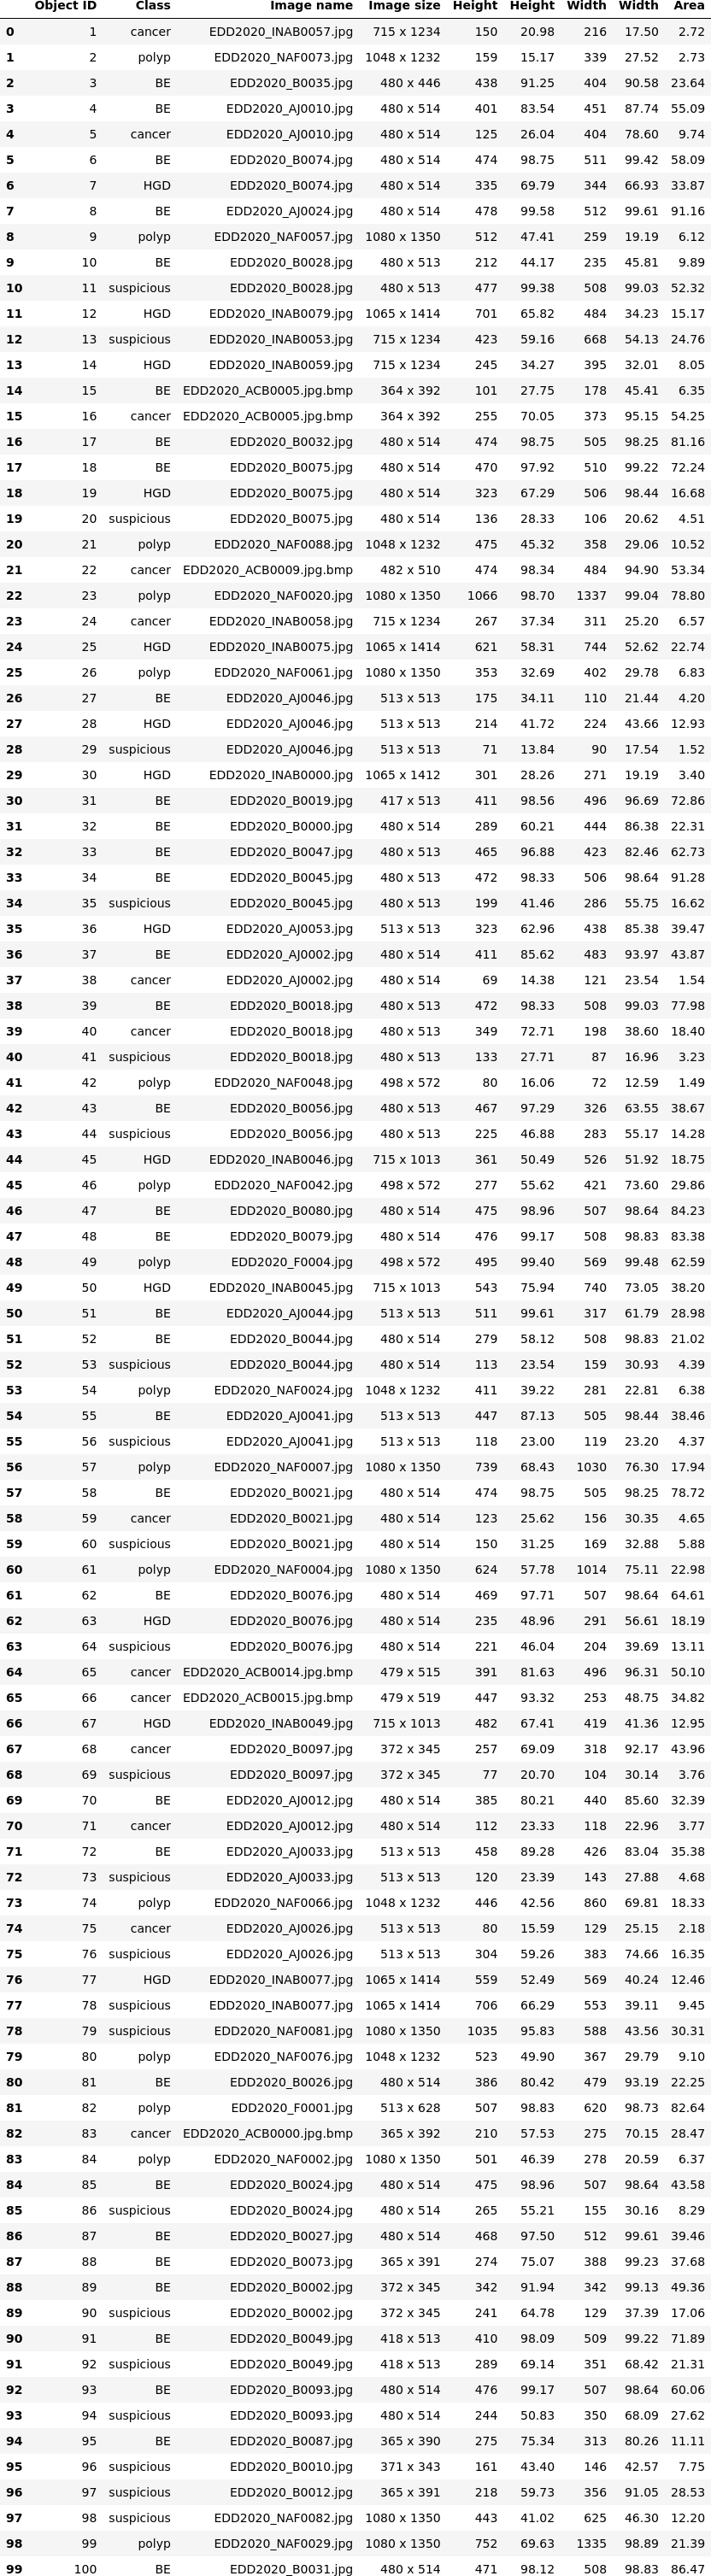 Object ID Class Image name Image size Height Height Width Width Area
0 1 cancer EDD2020_INAB0057.jpg 715 x 1234 150 20.98 216 17.50 2.72
1 2 polyp EDD2020_NAF0073.jpg 1048 x 1232 159 15.17 339 27.52 2.73
2 3 BE EDD2020_B0035.jpg 480 x 446 438 91.25 404 90.58 23.64
3 4 BE EDD2020_AJ0010.jpg 480 x 514 401 83.54 451 87.74 55.09
4 5 cancer EDD2020_AJ0010.jpg 480 x 514 125 26.04 404 78.60 9.74
5 6 BE EDD2020_B0074.jpg 480 x 514 474 98.75 511 99.42 58.09
6 7 HGD EDD2020_B0074.jpg 480 x 514 335 69.79 344 66.93 33.87
7 8 BE EDD2020_AJ0024.jpg 480 x 514 478 99.58 512 99.61 91.16
8 9 polyp EDD2020_NAF0057.jpg 1080 x 1350 512 47.41 259 19.19 6.12
9 10 BE EDD2020_B0028.jpg 480 x 513 212 44.17 235 45.81 9.89
10 11 suspicious EDD2020_B0028.jpg 480 x 513 477 99.38 508 99.03 52.32
11 12 HGD EDD2020_INAB0079.jpg 1065 x 1414 701 65.82 484 34.23 15.17
12 13 suspicious EDD2020_INAB0053.jpg 715 x 1234 423 59.16 668 54.13 24.76
13 14 HGD EDD2020_INAB0059.jpg 715 x 1234 245 34.27 395 32.01 8.05
14 15 BE EDD2020_ACB0005.jpg.bmp 364 x 392 101 27.75 178 45.41 6.35
15 16 cancer EDD2020_ACB0005.jpg.bmp 364 x 392 255 70.05 373 95.15 54.25
16 17 BE EDD2020_B0032.jpg 480 x 514 474 98.75 505 98.25 81.16
17 18 BE EDD2020_B0075.jpg 480 x 514 470 97.92 510 99.22 72.24
18 19 HGD EDD2020_B0075.jpg 480 x 514 323 67.29 506 98.44 16.68
19 20 suspicious EDD2020_B0075.jpg 480 x 514 136 28.33 106 20.62 4.51
20 21 polyp EDD2020_NAF0088.jpg 1048 x 1232 475 45.32 358 29.06 10.52
21 22 cancer EDD2020_ACB0009.jpg.bmp 482 x 510 474 98.34 484 94.90 53.34
22 23 polyp EDD2020_NAF0020.jpg 1080 x 1350 1066 98.70 1337 99.04 78.80
23 24 cancer EDD2020_INAB0058.jpg 715 x 1234 267 37.34 311 25.20 6.57
24 25 HGD EDD2020_INAB0075.jpg 1065 x 1414 621 58.31 744 52.62 22.74
25 26 polyp EDD2020_NAF0061.jpg 1080 x 1350 353 32.69 402 29.78 6.83
26 27 BE EDD2020_AJ0046.jpg 513 x 513 175 34.11 110 21.44 4.20
27 28 HGD EDD2020_AJ0046.jpg 513 x 513 214 41.72 224 43.66 12.93
28 29 suspicious EDD2020_AJ0046.jpg 513 x 513 71 13.84 90 17.54 1.52
29 30 HGD EDD2020_INAB0000.jpg 1065 x 1412 301 28.26 271 19.19 3.40
30 31 BE EDD2020_B0019.jpg 417 x 513 411 98.56 496 96.69 72.86
31 32 BE EDD2020_B0000.jpg 480 x 514 289 60.21 444 86.38 22.31
32 33 BE EDD2020_B0047.jpg 480 x 513 465 96.88 423 82.46 62.73
33 34 BE EDD2020_B0045.jpg 480 x 513 472 98.33 506 98.64 91.28
34 35 suspicious EDD2020_B0045.jpg 480 x 513 199 41.46 286 55.75 16.62
35 36 HGD EDD2020_AJ0053.jpg 513 x 513 323 62.96 438 85.38 39.47
36 37 BE EDD2020_AJ0002.jpg 480 x 514 411 85.62 483 93.97 43.87
37 38 cancer EDD2020_AJ0002.jpg 480 x 514 69 14.38 121 23.54 1.54
38 39 BE EDD2020_B0018.jpg 480 x 513 472 98.33 508 99.03 77.98
39 40 cancer EDD2020_B0018.jpg 480 x 513 349 72.71 198 38.60 18.40
40 41 suspicious EDD2020_B0018.jpg 480 x 513 133 27.71 87 16.96 3.23
41 42 polyp EDD2020_NAF0048.jpg 498 x 572 80 16.06 72 12.59 1.49
42 43 BE EDD2020_B0056.jpg 480 x 513 467 97.29 326 63.55 38.67
43 44 suspicious EDD2020_B0056.jpg 480 x 513 225 46.88 283 55.17 14.28
44 45 HGD EDD2020_INAB0046.jpg 715 x 1013 361 50.49 526 51.92 18.75
45 46 polyp EDD2020_NAF0042.jpg 498 x 572 277 55.62 421 73.60 29.86
46 47 BE EDD2020_B0080.jpg 480 x 514 475 98.96 507 98.64 84.23
47 48 BE EDD2020_B0079.jpg 480 x 514 476 99.17 508 98.83 83.38
48 49 polyp EDD2020_F0004.jpg 498 x 572 495 99.40 569 99.48 62.59
49 50 HGD EDD2020_INAB0045.jpg 715 x 1013 543 75.94 740 73.05 38.20
50 51 BE EDD2020_AJ0044.jpg 513 x 513 511 99.61 317 61.79 28.98
51 52 BE EDD2020_B0044.jpg 480 x 514 279 58.12 508 98.83 21.02
52 53 suspicious EDD2020_B0044.jpg 480 x 514 113 23.54 159 30.93 4.39
53 54 polyp EDD2020_NAF0024.jpg 1048 x 1232 411 39.22 281 22.81 6.38
54 55 BE EDD2020_AJ0041.jpg 513 x 513 447 87.13 505 98.44 38.46
55 56 suspicious EDD2020_AJ0041.jpg 513 x 513 118 23.00 119 23.20 4.37
56 57 polyp EDD2020_NAF0007.jpg 1080 x 1350 739 68.43 1030 76.30 17.94
57 58 BE EDD2020_B0021.jpg 480 x 514 474 98.75 505 98.25 78.72
58 59 cancer EDD2020_B0021.jpg 480 x 514 123 25.62 156 30.35 4.65
59 60 suspicious EDD2020_B0021.jpg 480 x 514 150 31.25 169 32.88 5.88
60 61 polyp EDD2020_NAF0004.jpg 1080 x 1350 624 57.78 1014 75.11 22.98
61 62 BE EDD2020_B0076.jpg 480 x 514 469 97.71 507 98.64 64.61
62 63 HGD EDD2020_B0076.jpg 480 x 514 235 48.96 291 56.61 18.19
63 64 suspicious EDD2020_B0076.jpg 480 x 514 221 46.04 204 39.69 13.11
64 65 cancer EDD2020_ACB0014.jpg.bmp 479 x 515 391 81.63 496 96.31 50.10
65 66 cancer EDD2020_ACB0015.jpg.bmp 479 x 519 447 93.32 253 48.75 34.82
66 67 HGD EDD2020_INAB0049.jpg 715 x 1013 482 67.41 419 41.36 12.95
67 68 cancer EDD2020_B0097.jpg 372 x 345 257 69.09 318 92.17 43.96
68 69 suspicious EDD2020_B0097.jpg 372 x 345 77 20.70 104 30.14 3.76
69 70 BE EDD2020_AJ0012.jpg 480 x 514 385 80.21 440 85.60 32.39
70 71 cancer EDD2020_AJ0012.jpg 480 x 514 112 23.33 118 22.96 3.77
71 72 BE EDD2020_AJ0033.jpg 513 x 513 458 89.28 426 83.04 35.38
72 73 suspicious EDD2020_AJ0033.jpg 513 x 513 120 23.39 143 27.88 4.68
73 74 polyp EDD2020_NAF0066.jpg 1048 x 1232 446 42.56 860 69.81 18.33
74 75 cancer EDD2020_AJ0026.jpg 513 x 513 80 15.59 129 25.15 2.18
75 76 suspicious EDD2020_AJ0026.jpg 513 x 513 304 59.26 383 74.66 16.35
76 77 HGD EDD2020_INAB0077.jpg 1065 x 1414 559 52.49 569 40.24 12.46
77 78 suspicious EDD2020_INAB0077.jpg 1065 x 1414 706 66.29 553 39.11 9.45
78 79 suspicious EDD2020_NAF0081.jpg 1080 x 1350 1035 95.83 588 43.56 30.31
79 80 polyp EDD2020_NAF0076.jpg 1048 x 1232 523 49.90 367 29.79 9.10
80 81 BE EDD2020_B0026.jpg 480 x 514 386 80.42 479 93.19 22.25
81 82 polyp EDD2020_F0001.jpg 513 x 628 507 98.83 620 98.73 82.64
82 83 cancer EDD2020_ACB0000.jpg.bmp 365 x 392 210 57.53 275 70.15 28.47
83 84 polyp EDD2020_NAF0002.jpg 1080 x 1350 501 46.39 278 20.59 6.37
84 85 BE EDD2020_B0024.jpg 480 x 514 475 98.96 507 98.64 43.58
85 86 suspicious EDD2020_B0024.jpg 480 x 514 265 55.21 155 30.16 8.29
86 87 BE EDD2020_B0027.jpg 480 x 514 468 97.50 512 99.61 39.46
87 88 BE EDD2020_B0073.jpg 365 x 391 274 75.07 388 99.23 37.68
88 89 BE EDD2020_B0002.jpg 372 x 345 342 91.94 342 99.13 49.36
89 90 suspicious EDD2020_B0002.jpg 372 x 345 241 64.78 129 37.39 17.06
90 91 BE EDD2020_B0049.jpg 418 x 513 410 98.09 509 99.22 71.89
91 92 suspicious EDD2020_B0049.jpg 418 x 513 289 69.14 351 68.42 21.31
92 93 BE EDD2020_B0093.jpg 480 x 514 476 99.17 507 98.64 60.06
93 94 suspicious EDD2020_B0093.jpg 480 x 514 244 50.83 350 68.09 27.62
94 95 BE EDD2020_B0087.jpg 365 x 390 275 75.34 313 80.26 11.11
95 96 suspicious EDD2020_B0010.jpg 371 x 343 161 43.40 146 42.57 7.75
96 97 suspicious EDD2020_B0012.jpg 365 x 391 218 59.73 356 91.05 28.53
97 98 suspicious EDD2020_NAF0082.jpg 1080 x 1350 443 41.02 625 46.30 12.20
98 99 polyp EDD2020_NAF0029.jpg 1080 x 1350 752 69.63 1335 98.89 21.39
99 100 BE EDD2020_B0031.jpg 480 x 514 471 98.12 508 98.83 86.47